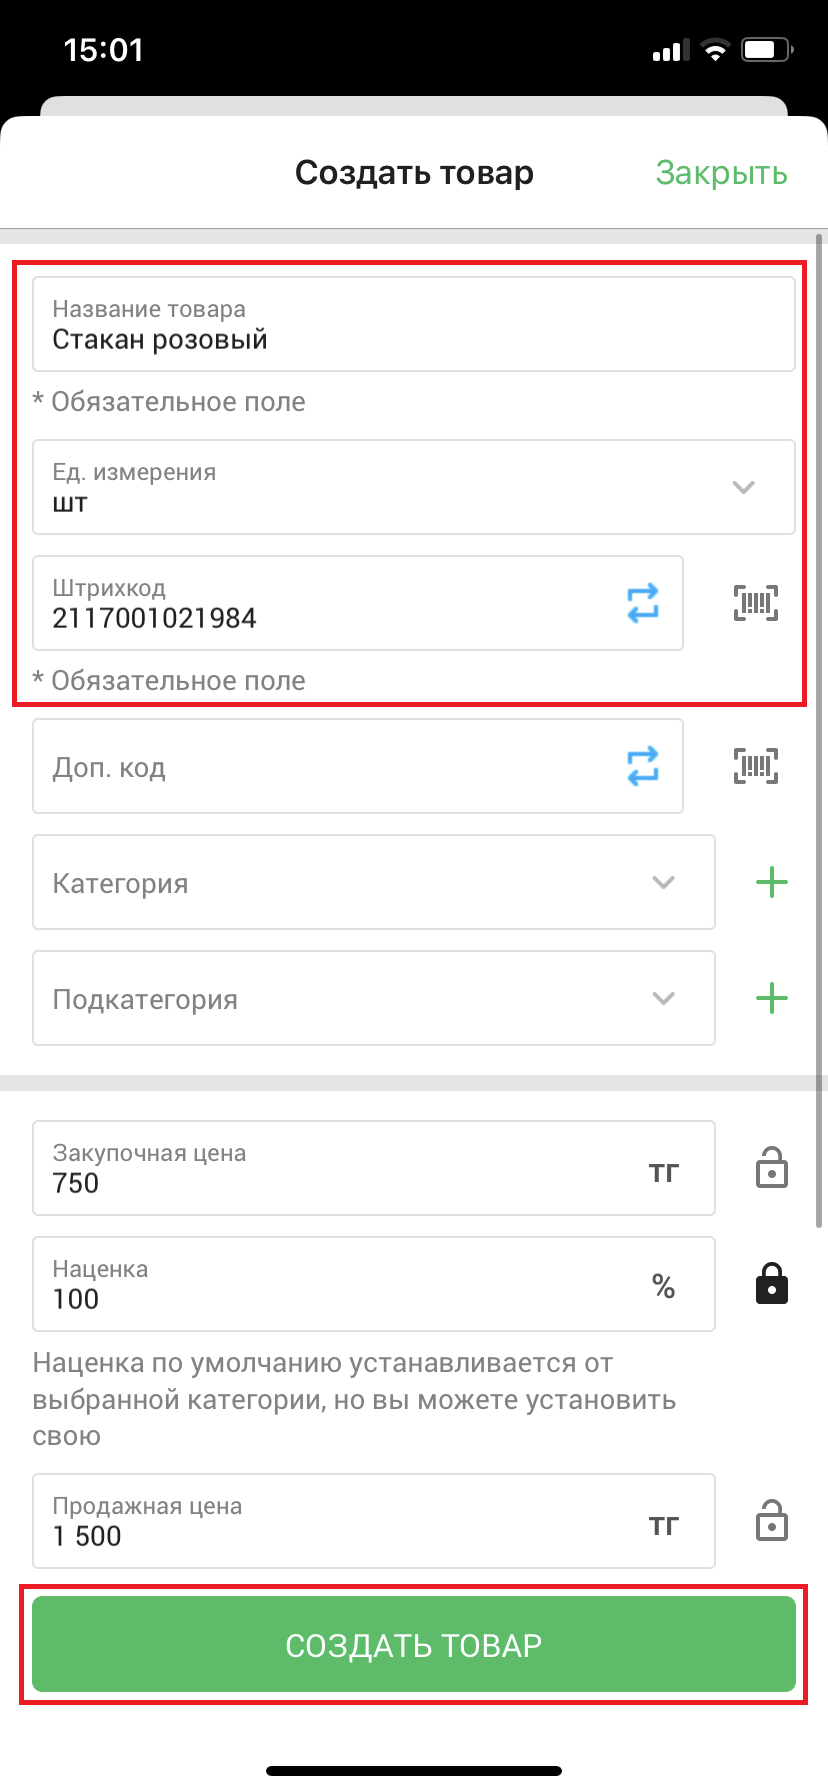 15:01
Создать товар
Закрыть
Название товара
Стакан розовый
* Обязательное поле
Ед. измерения
шт
Штрихкод
2117001021984
* Обязательное поле
Доп. код
Категория
Подкатегория
Закупочная цена
750
тг
Наценка
100
%
Наценка по умолчанию устанавливается от
выбранной категории, но вы можете установить
свою
Продажная цена
1 500
тг
СОЗДАТЬ ТОВАР